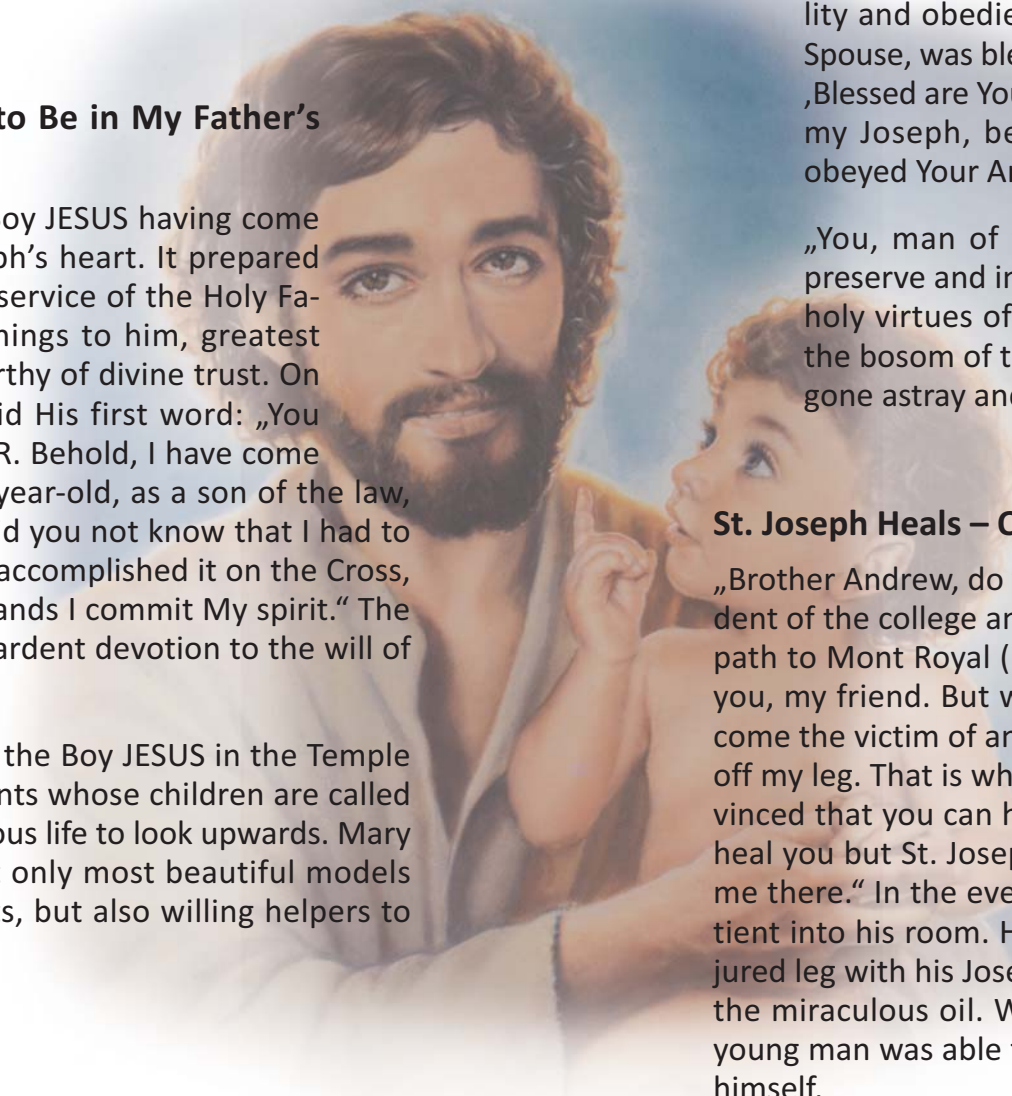 to Be in My Father’s
oy JESUS having come
ph’s heart. It prepared
service of the Holy Fa-
nings to him, greatest
rthy of divine trust. On
id His first word: „You
R. Behold, I have come
year-old, as a son of the law,
d you not know that I had to
accomplished it on the Cross,
ands I commit My spirit.“ The
ardent devotion to the will of
the Boy JESUS in the Temple
nts whose children are called
ous life to look upwards. Mary
only most beautiful models
s, but also willing helpers to
lity and obedie
Spouse, was ble
‚Blessed are You
my Joseph, be
obeyed Your A
„You, man of
preserve and i
holy virtues of
the bosom of t
gone astray an
St. Joseph Heals –
„Brother Andrew, do
dent of the college a
path to Mont Royal (
you, my friend. But w
come the victim of a
off my leg. That is wh
vinced that you can h
heal you but St. Josep
me there.“ In the eve
tient into his room. H
jured leg with his Jose
the miraculous oil. W
young man was able
himself.